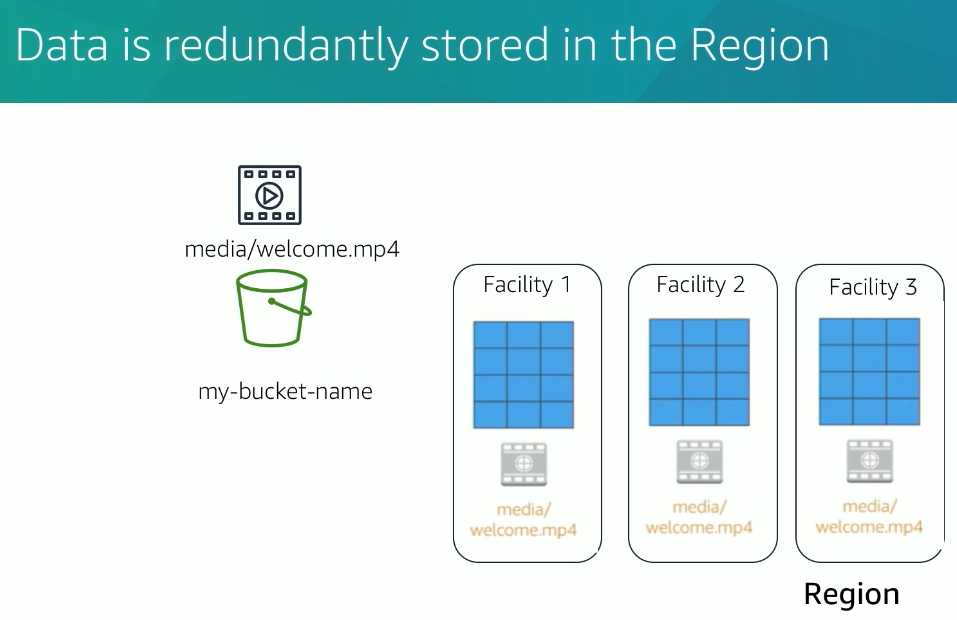 Data is redundantly stored in the Region
media/welcome.mp4
my-bucket-name
Facility 1
media/
welcome.mp4
Facility 2
media/
welcome.mp4
Facility 3
media/
welcome.mp4
Region